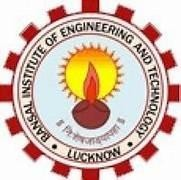 BANSAL INSTITUTE OF ENGINEERING AND TECHNOLOGY
LUCKNOW